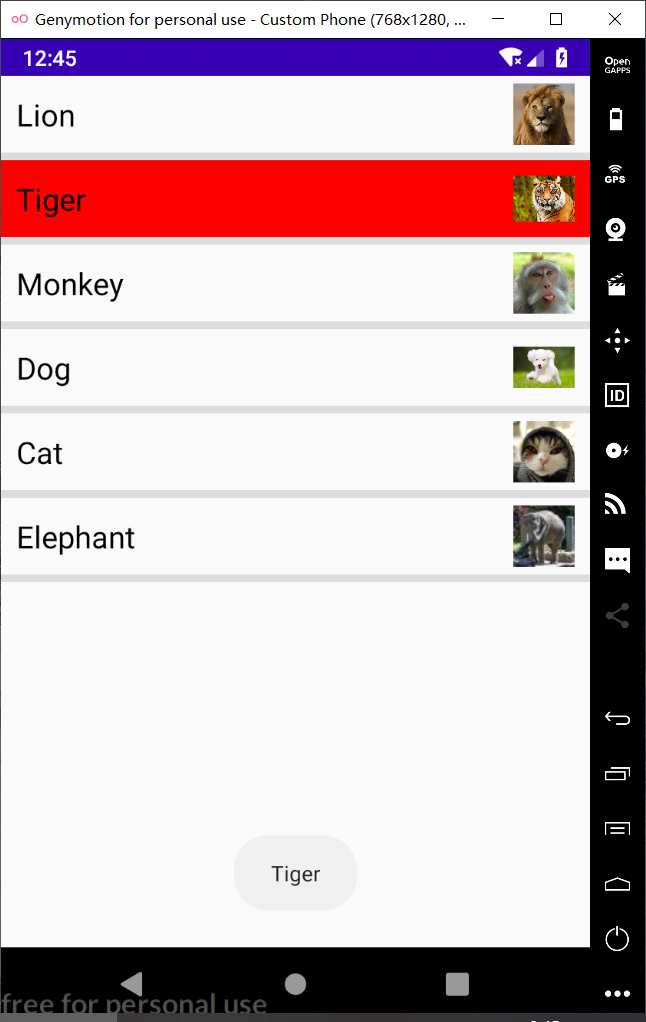 Genymotion for personal use - Custom Phone (768x1280, ...
12:45
Open
GAPPS
Lion
GPS
Tiger
Monkey
Dog
ID
Cat
Elephant
Tiger
free for personal use